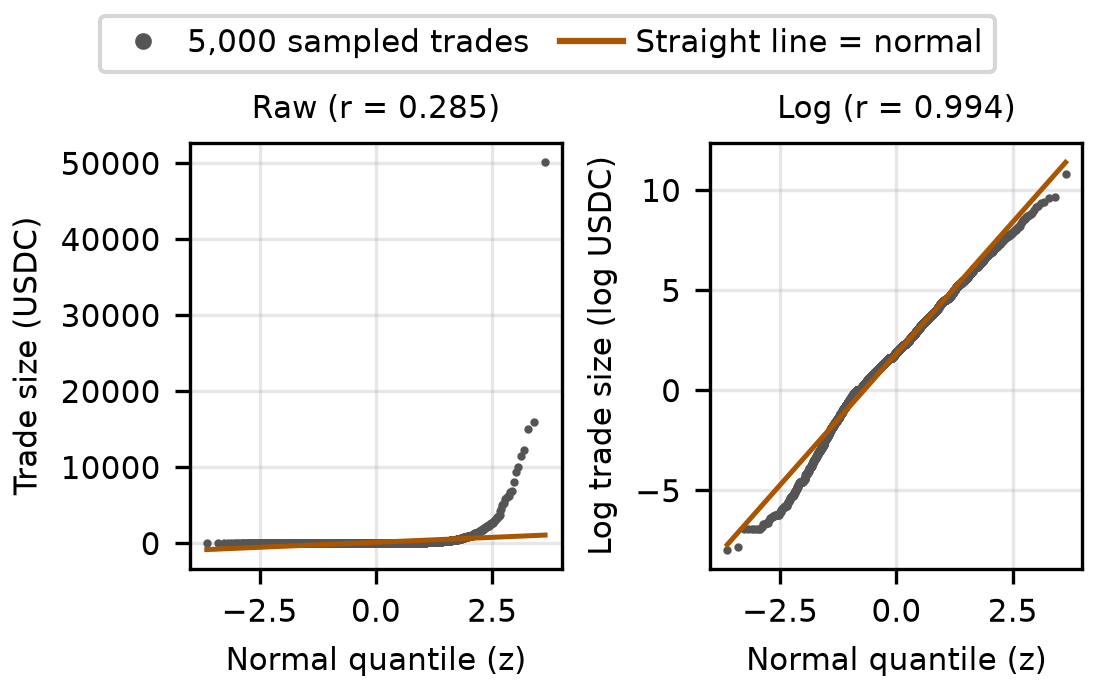 5,000 sampled trades
Straight line = normal
Raw (r = 0.285)
Trade size (USDC)
50000
40000
30000
20000
10000
0
−2.5
0.0
2.5
Normal quantile (z)
Log (r = 0.994)
Log trade size (log USDC)
10
5
0
−5
−2.5
0.0
2.5
Normal quantile (z)